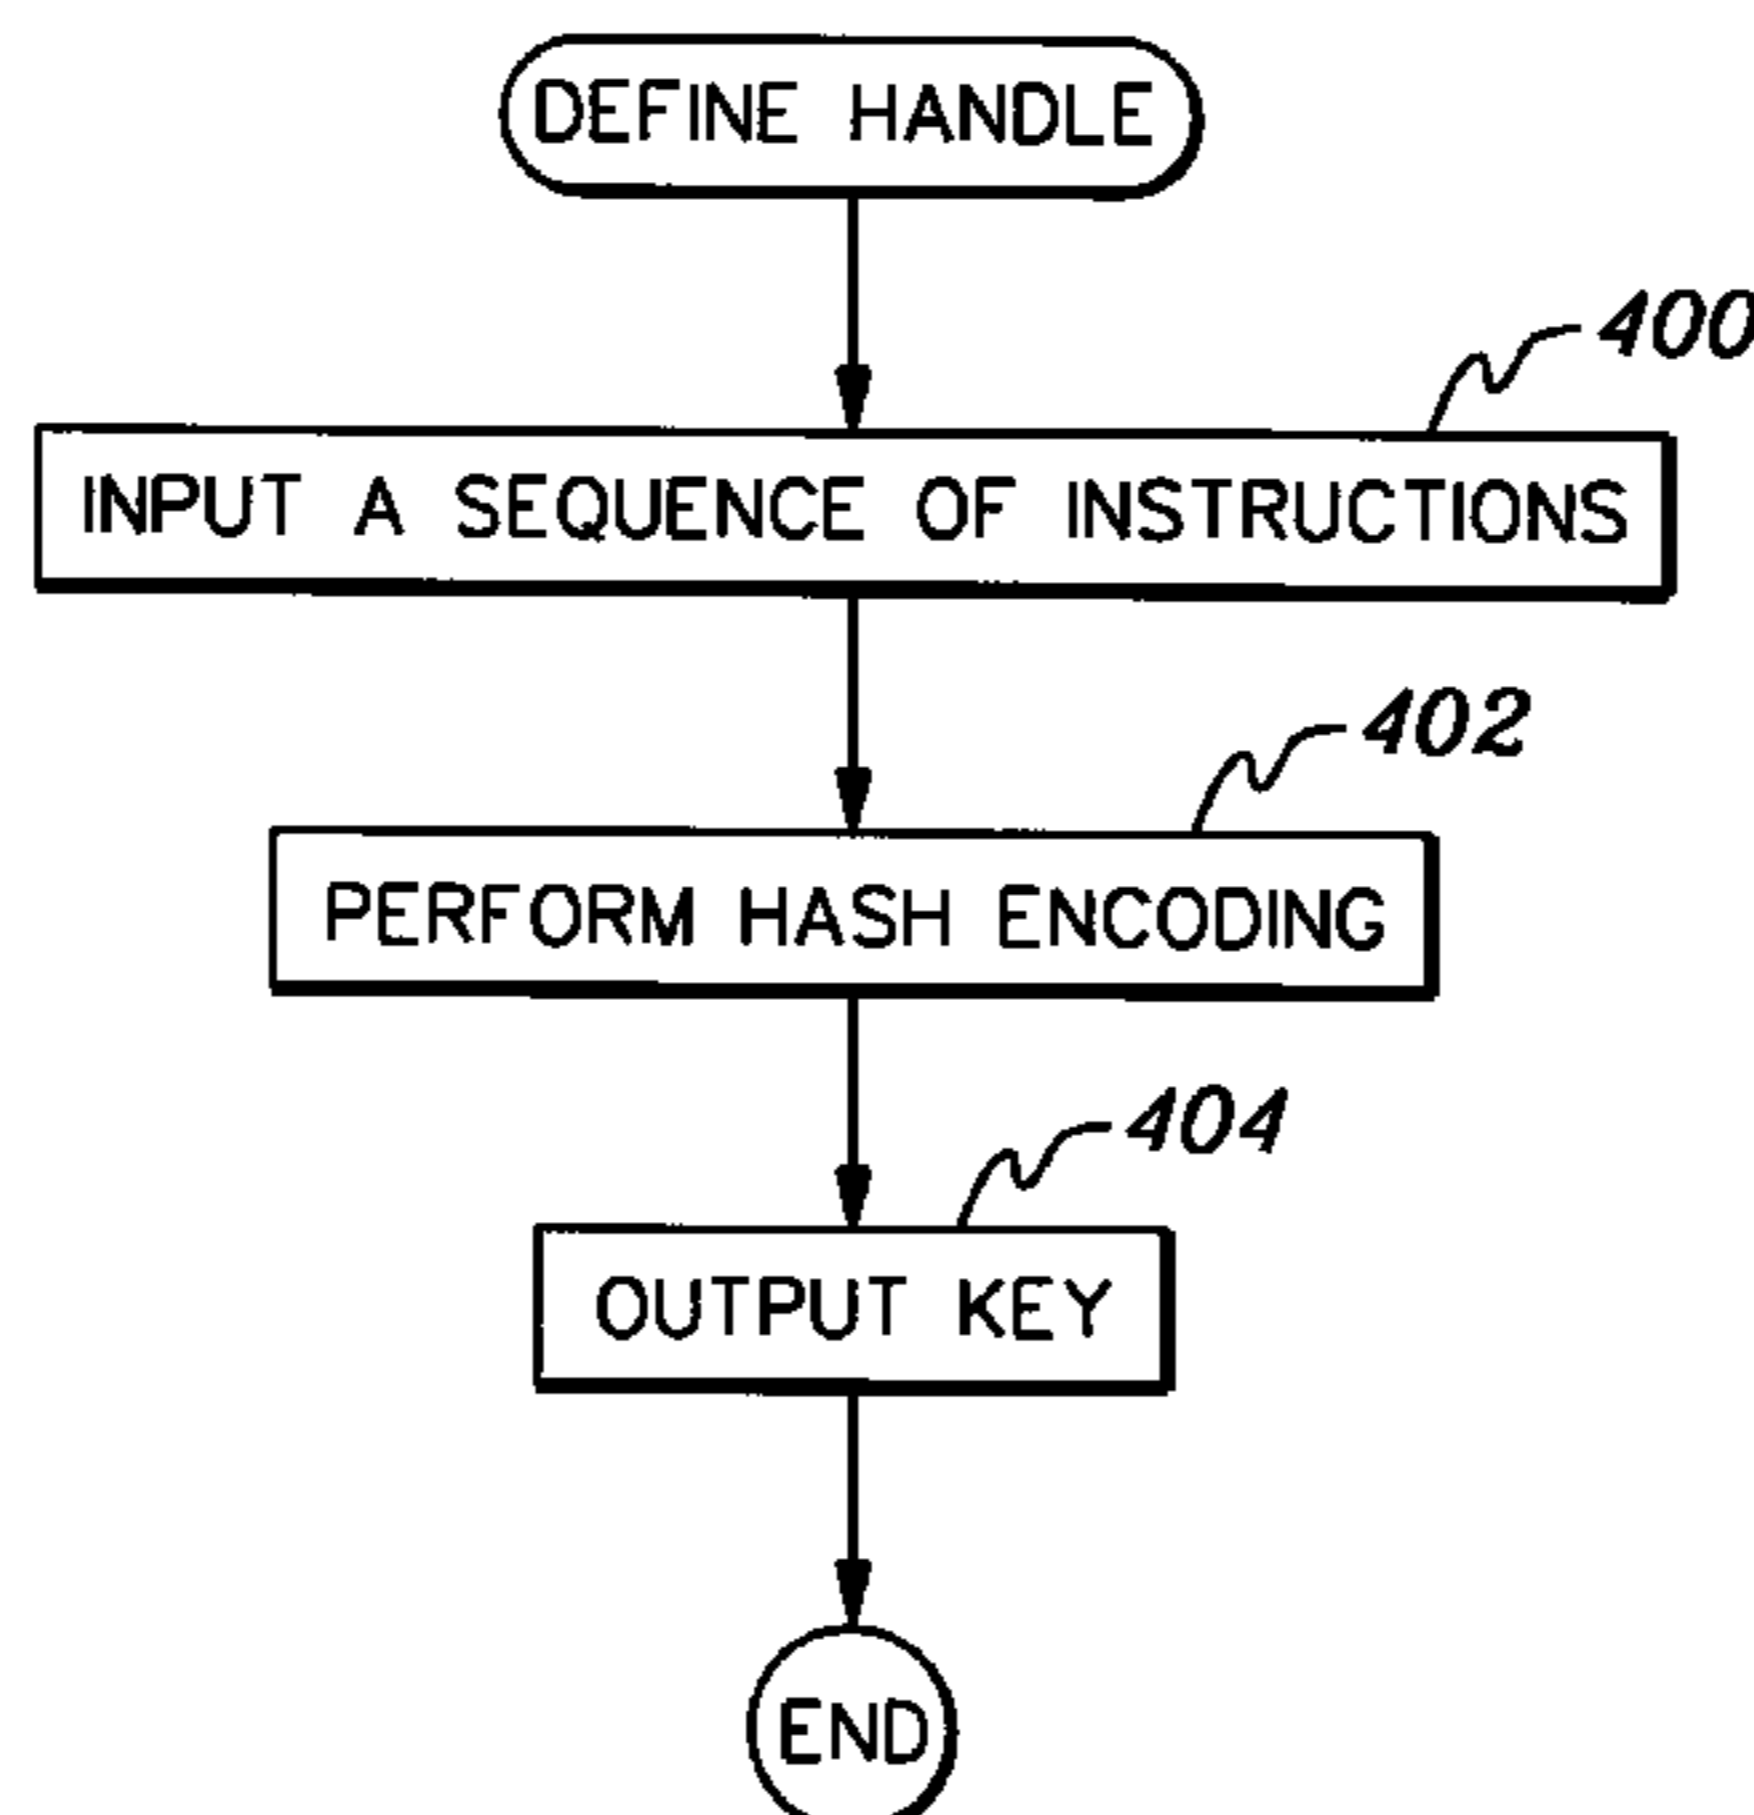 DEFINE HANDLE
400
INPUT A SEQUENCE OF INSTRUCTIONS
402
PERFORM HASH ENCODING
404
OUTPUT KEY
END